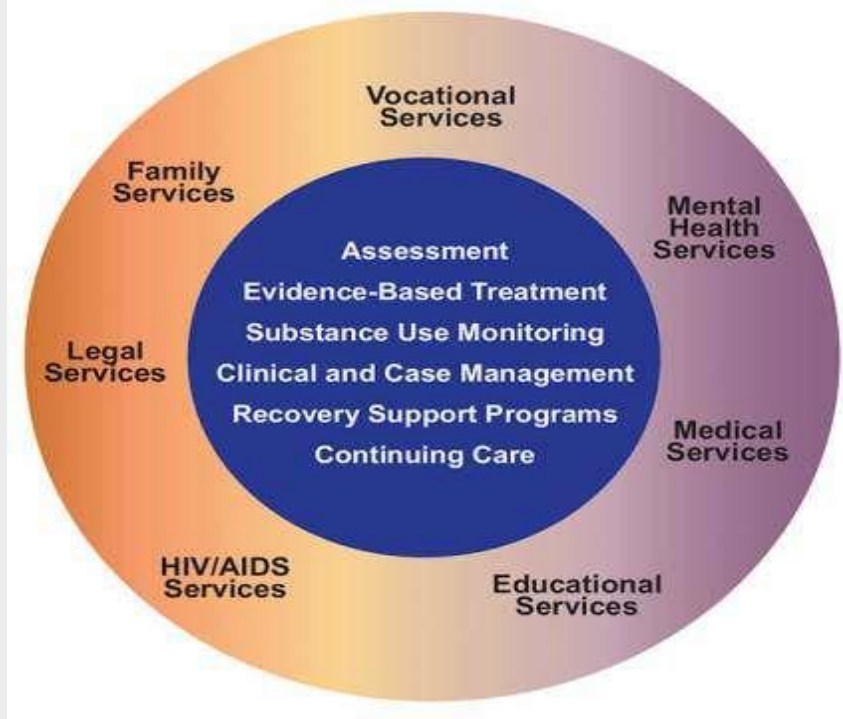 Vocational
Services
Family
Services
Mental
Health
Services
Assessment
Evidence-Based Treatment
Substance Use Monitoring
Clinical and Case Management
Recovery Support Programs
Continuing Care
Legal
Services
Medical
Services
HIV/AIDS
Services
Educational
Services